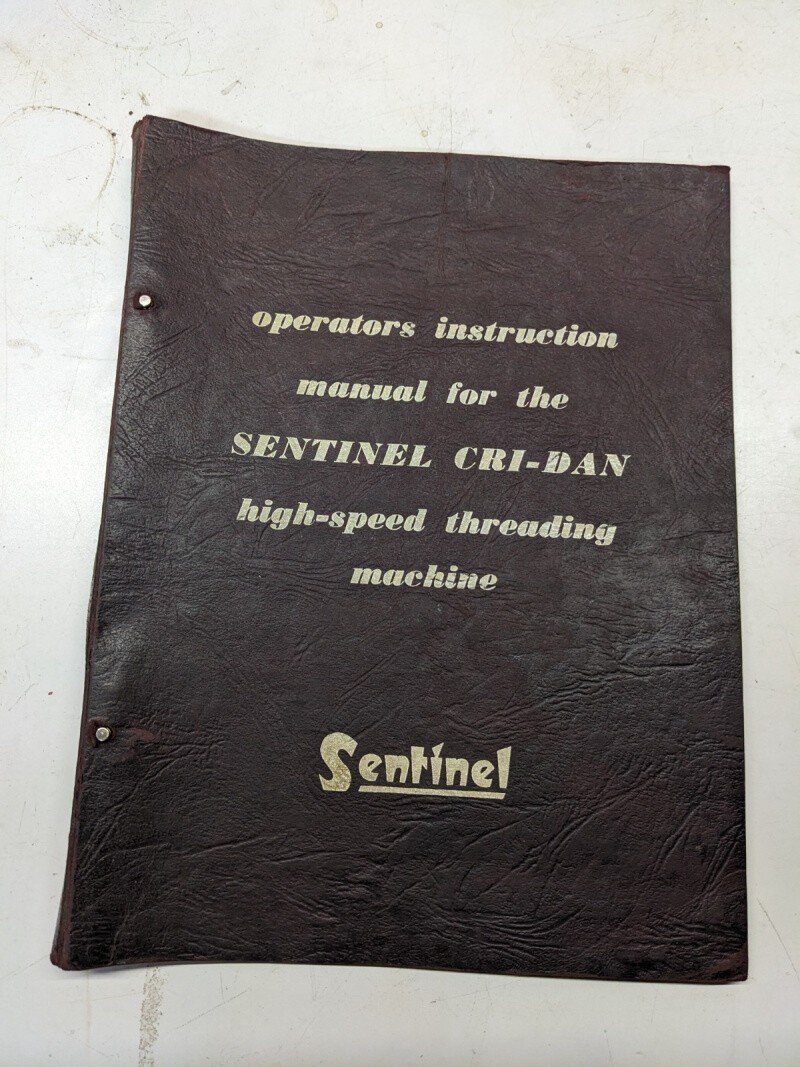 operators instruction
manual for the
SENTINEL CRI-DAN
high-speed threading
machine
Sentinel